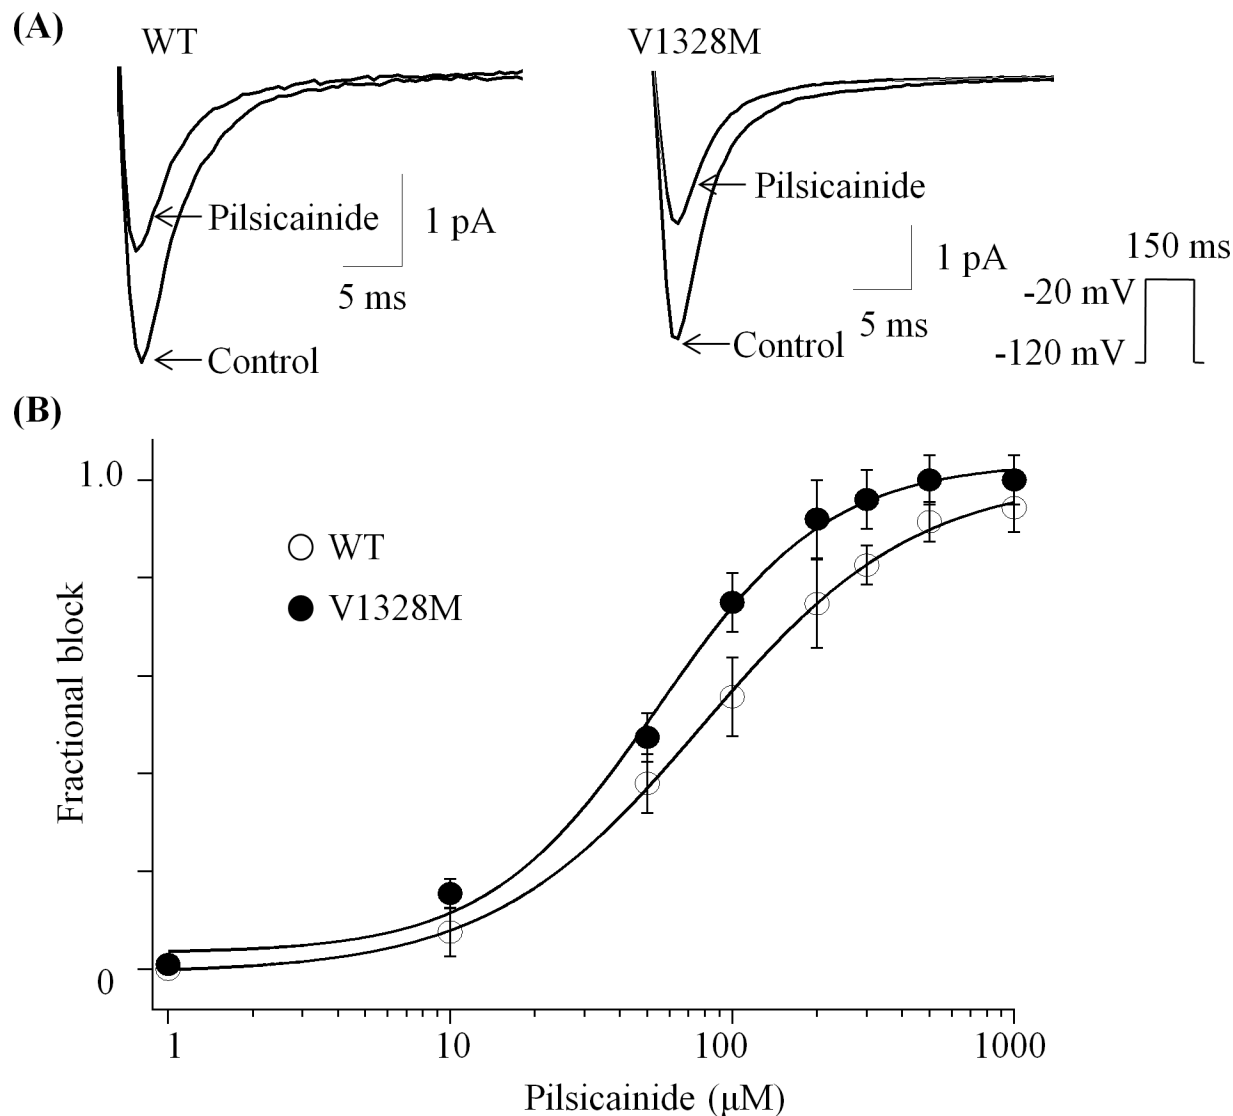 (A)
WT
V1328M
Pilsicainide
1 pA
5 ms
Control
Pilsicainide
1 pA
5 ms
Control
150 ms
-20 mV
-120 mV
(B)
1.0
0
Fractional block
WT
V1328M
1 10 100 1000
Pilsicainide (μM)